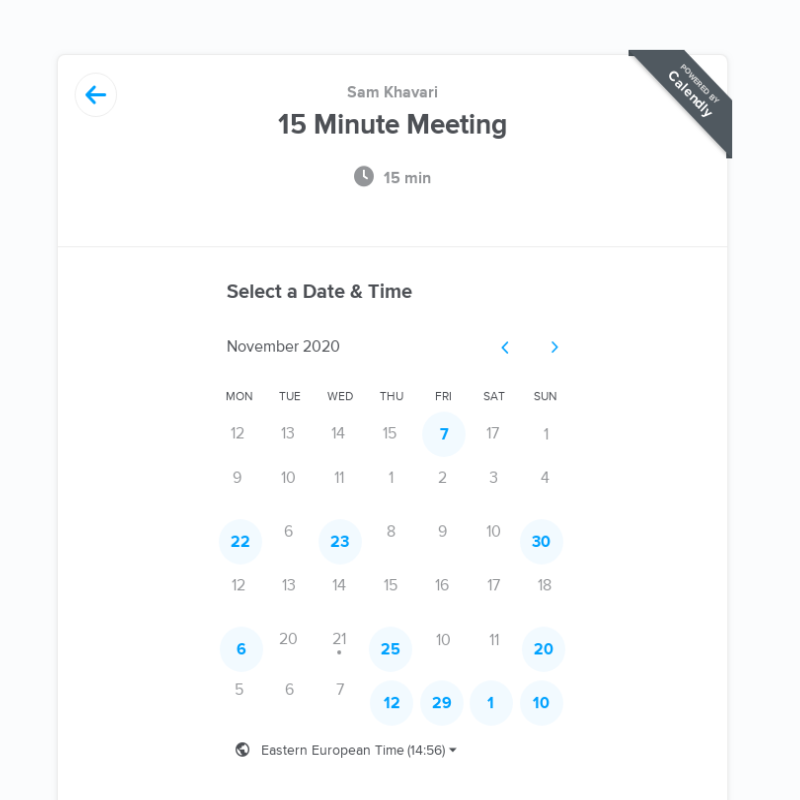 POWERED BY
Calendly
Sam Khavari
15 Minute Meeting
15 min
Select a Date & Time
November 2020
MON TUE WED THU FRI SAT SUN
12 13 14 15 7 17 1
9 10 11 1 2 3 4
22 6 23 8 9 10 30
12 13 14 15 16 17 18
6 20 21 25 10 11 20
5 6 7 12 29 1 10
Eastern European Time (14:56)